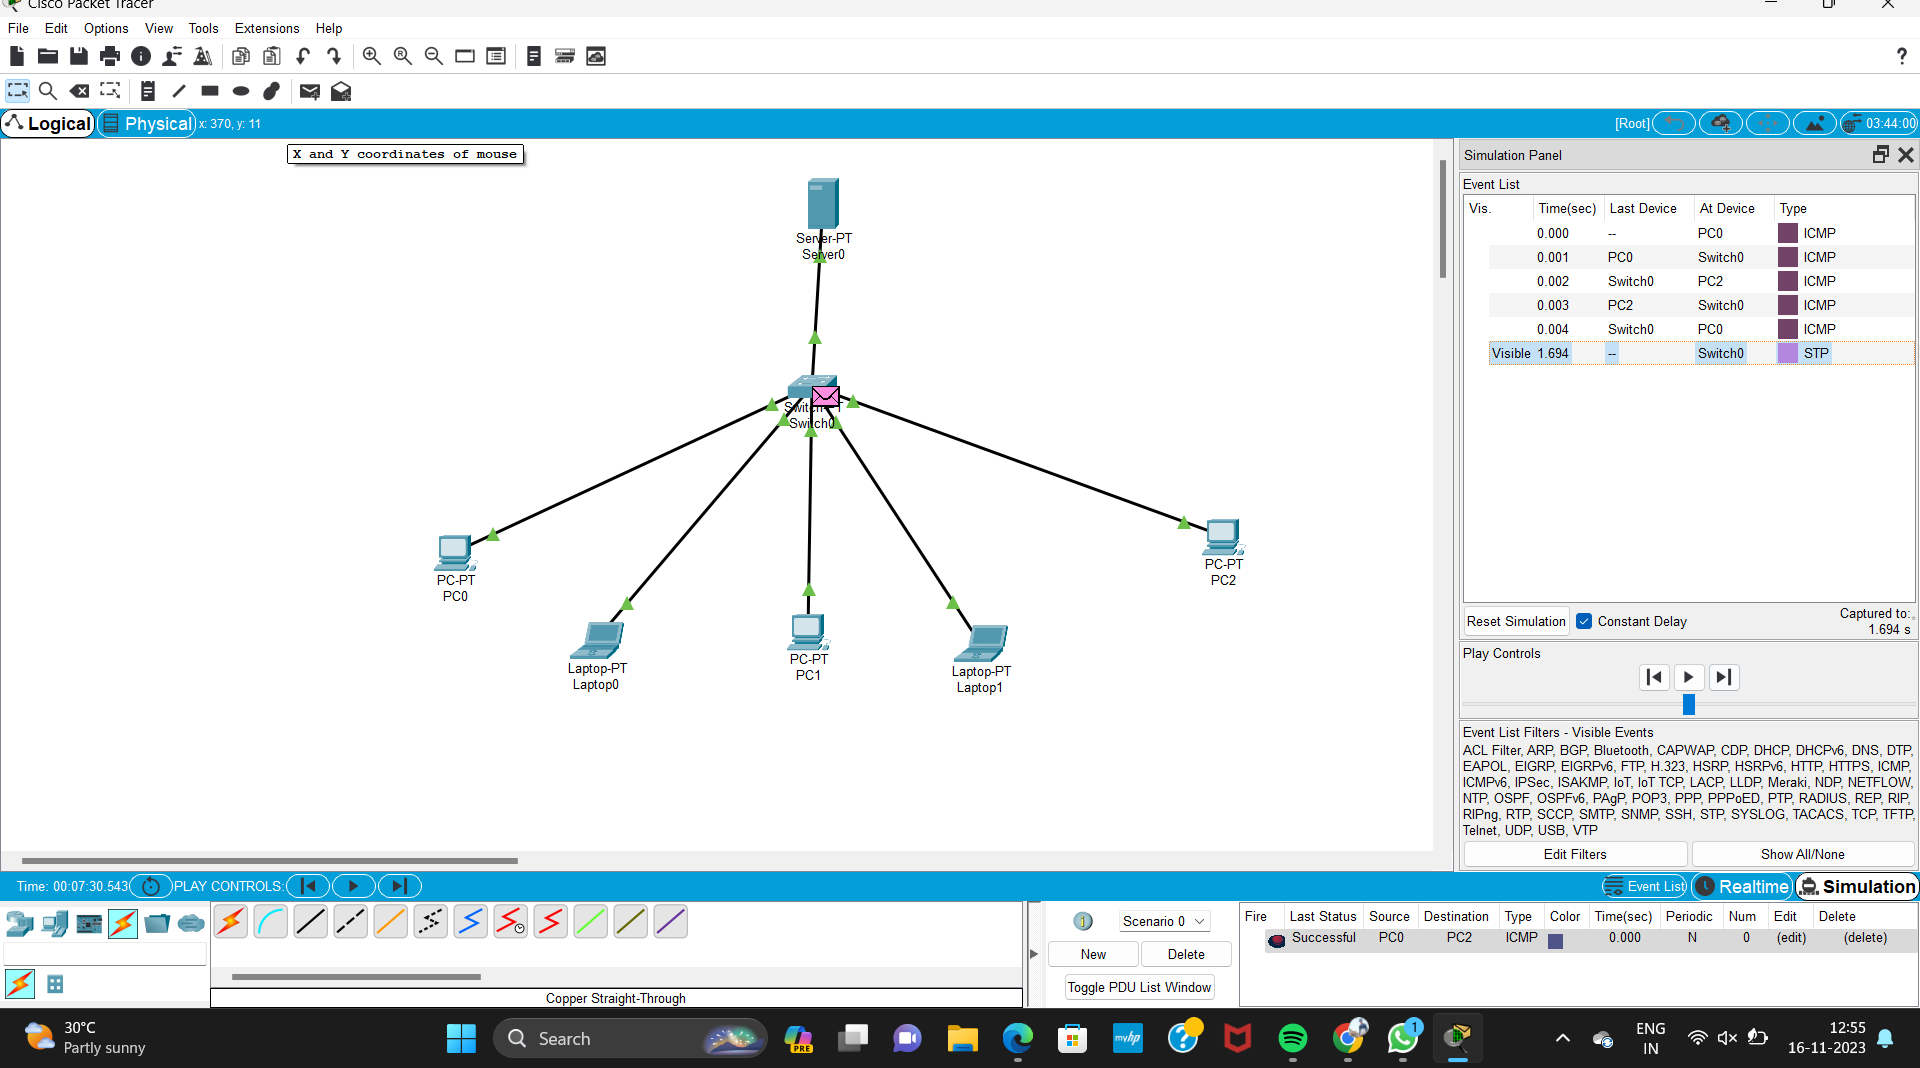 Cisco Packet Tracer
File Edit Options View Tools Extensions Help
Logical Physical x: 370, y: 11 [Root] 03:44:00
X and Y coordinates of mouse
Server-PT
Server0
Switch-PT
Switch0
PC-PT
PC0
Laptop-PT
Laptop0
PC-PT
PC1
Laptop-PT
Laptop1
PC-PT
PC2
Simulation Panel
Event List
Vis. Time(sec) Last Device At Device Type
0.000 -- PC0 ICMP
0.001 PC0 Switch0 ICMP
0.002 Switch0 PC2 ICMP
0.003 PC2 Switch0 ICMP
0.004 Switch0 PC0 ICMP
Visible 1.694 -- Switch0 STP
Reset Simulation Constant Delay Captured to:
1.694 s
Play Controls
Event List Filters - Visible Events
ACL Filter, ARP, BGP, Bluetooth, CAPWAP, CDP, DHCP, DHCPv6, DNS, DTP,
EAPOL, EIGRP, EIGRPv6, FTP, H.323, HSRP, HSRPv6, HTTP, HTTPS, ICMP,
ICMPv6, IPSec, ISAKMP, IoT, IoT TCP, LACP, LLDP, Meraki, NDP, NETFLOW,
NTP, OSPF, OSPFv6, PAgP, POP3, PPP, PPPoED, PTP, RADIUS, REP, RIP,
RIPng, RTP, SCCP, SMTP, SNMP, SSH, STP, SYSLOG, TACACS, TCP, TFTP,
Telnet, UDP, USB, VTP
Edit Filters Show All/None
Time: 00:07:30.543 PLAY CONTROLS: Event List Realtime Simulation
Scenario 0
New Delete
Toggle PDU List Window
Fire Last Status Source Destination Type Color Time(sec) Periodic Num Edit Delete
Successful PC0 PC2 ICMP 0.000 N 0 (edit) (delete)
Copper Straight-Through
30°C
Partly sunny
Search
PRE
myhp
1
ENG
IN
12:55
16-11-2023